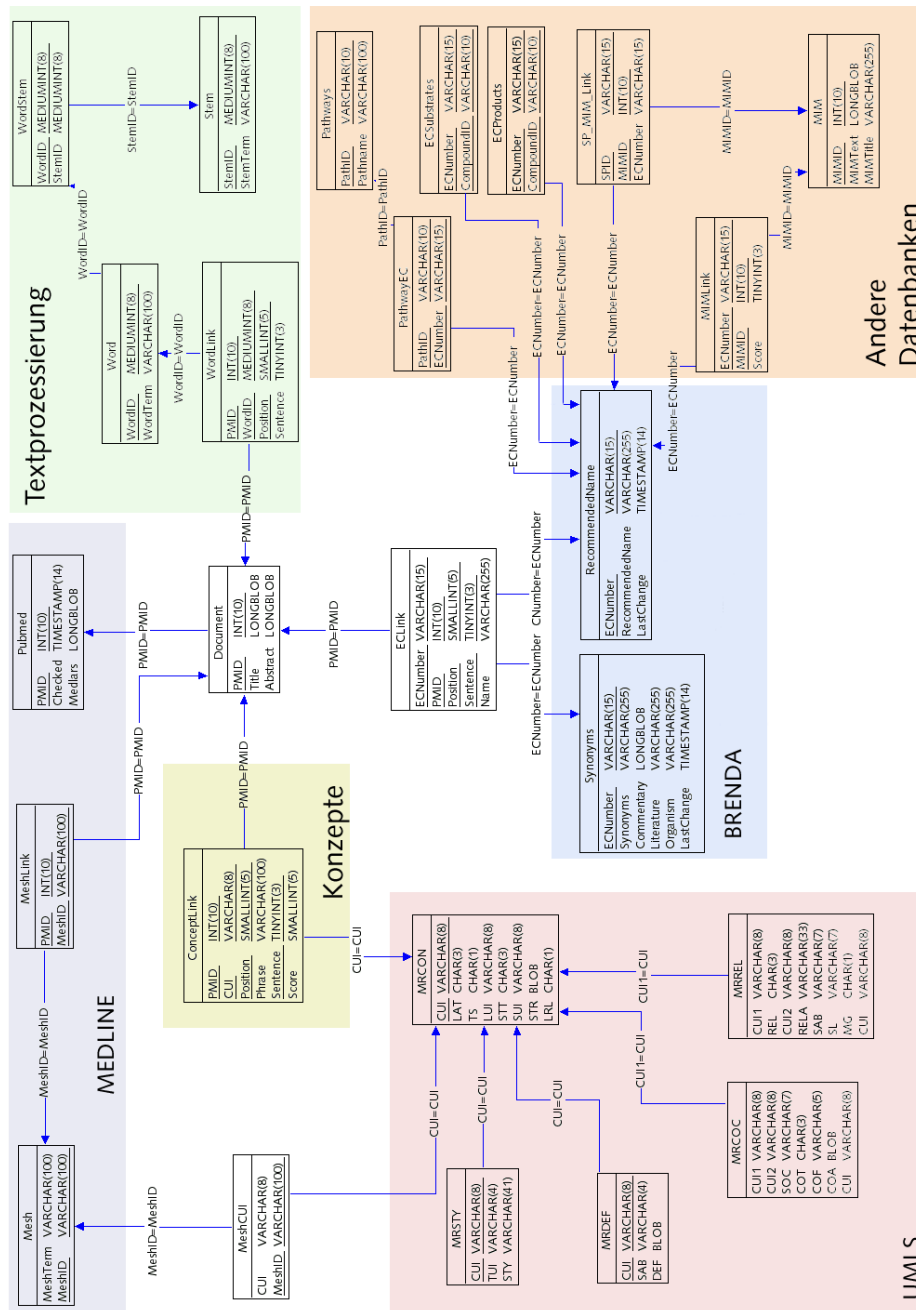 Mesh
MeshTerm VARCHAR(100)
MeshID VARCHAR(100)
MeshID=MeshID
MeshLink
PMID INT(10)
MeshID VARCHAR(100)
Pubmed
PMID INT(10)
Checked TIMESTAMP(14)
Medlars LONGBLOB
MEDLINE
PMID=PMID
PMID=PMID
Textprozessierung
Word
WordID MEDIUMINT(8)
WordTerm VARCHAR(100)
WordID=WordID
WordStem
WordID MEDIUMINT(8)
StemID MEDIUMINT(8)
StemID=StemID
Stem
StemID MEDIUMINT(8)
StemTerm VARCHAR(100)
WordID=WordID
WordLink
PMID INT(10)
WordID MEDIUMINT(8)
Position SMALLINT(5)
Sentence TINYINT(3)
PMID=PMID
MeshID=MeshID
MeshCUI
CUI VARCHAR(8)
MeshID VARCHAR(100)
ConceptLink
PMID INT(10)
CUI VARCHAR(8)
Position SMALLINT(5)
Phrase VARCHAR(100)
Sentence TINYINT(3)
Score SMALLINT(5)
Konzepte
PMID=PMID
Document
PMID INT(10)
Title LONGBLOB
Abstract LONGBLOB
PMID=PMID
CUI=CUI
ECLink
ECNumber VARCHAR(15)
PMID INT(10)
Position SMALLINT(5)
Sentence TINYINT(3)
Name VARCHAR(255)
ECNumber=ECNumber
CNumber=ECNumber
Pathways
PathID VARCHAR(10)
Pathname VARCHAR(100)
PathID=PathID
PathwayEC
PathID VARCHAR(10)
ECNumber VARCHAR(15)
ECNumber=ECNumber
ECSubstrates
ECNumber VARCHAR(15)
CompoundID VARCHAR(10)
ECNumber=ECNumber
ECProducts
ECNumber VARCHAR(15)
CompoundID VARCHAR(10)
ECNumber=ECNumber
SP_MIM_Link
SPID VARCHAR(15)
MIMID INT(10)
ECNumber VARCHAR(15)
ECNumber=ECNumber
MIMID=MIMID
MIM
MIMID INT(10)
MIMText LONGBLOB
MIMTitle VARCHAR(255)
MIMID=MIMID
MIMLink
ECNumber VARCHAR(15)
MIMID INT(10)
Score TINYINT(3)
ECNumber=ECNumber
Andere
Datenbanken
MRCON
CUI VARCHAR(8)
LAT CHAR(3)
TS CHAR(1)
LUI VARCHAR(8)
STT CHAR(3)
SUI VARCHAR(8)
STR BLOB
LRL CHAR(1)
CUI=CUI
CUI=CUI
CUI=CUI
CUI1=CUI
CUI1=CUI
MRSTY
CUI VARCHAR(8)
TUI VARCHAR(4)
STY VARCHAR(41)
MRDEF
CUI VARCHAR(8)
SAB VARCHAR(4)
DEF BLOB
MRCOC
CUI1 VARCHAR(8)
CUI2 VARCHAR(8)
SOC VARCHAR(7)
COT CHAR(3)
COF VARCHAR(5)
COA BLOB
CUI VARCHAR(8)
MRREL
CUI1 VARCHAR(8)
REL CHAR(3)
CUI2 VARCHAR(8)
RELA VARCHAR(33)
SAB VARCHAR(7)
SL VARCHAR(7)
MG CHAR(1)
CUI VARCHAR(8)
UMLS
Synonyms
ECNumber VARCHAR(15)
Synonyms VARCHAR(255)
Commentary LONGBLOB
Literature VARCHAR(255)
Organism VARCHAR(255)
LastChange TIMESTAMP(14)
RecommendedName
ECNumber VARCHAR(15)
RecommendedName VARCHAR(255)
LastChange TIMESTAMP(14)
BRENDA